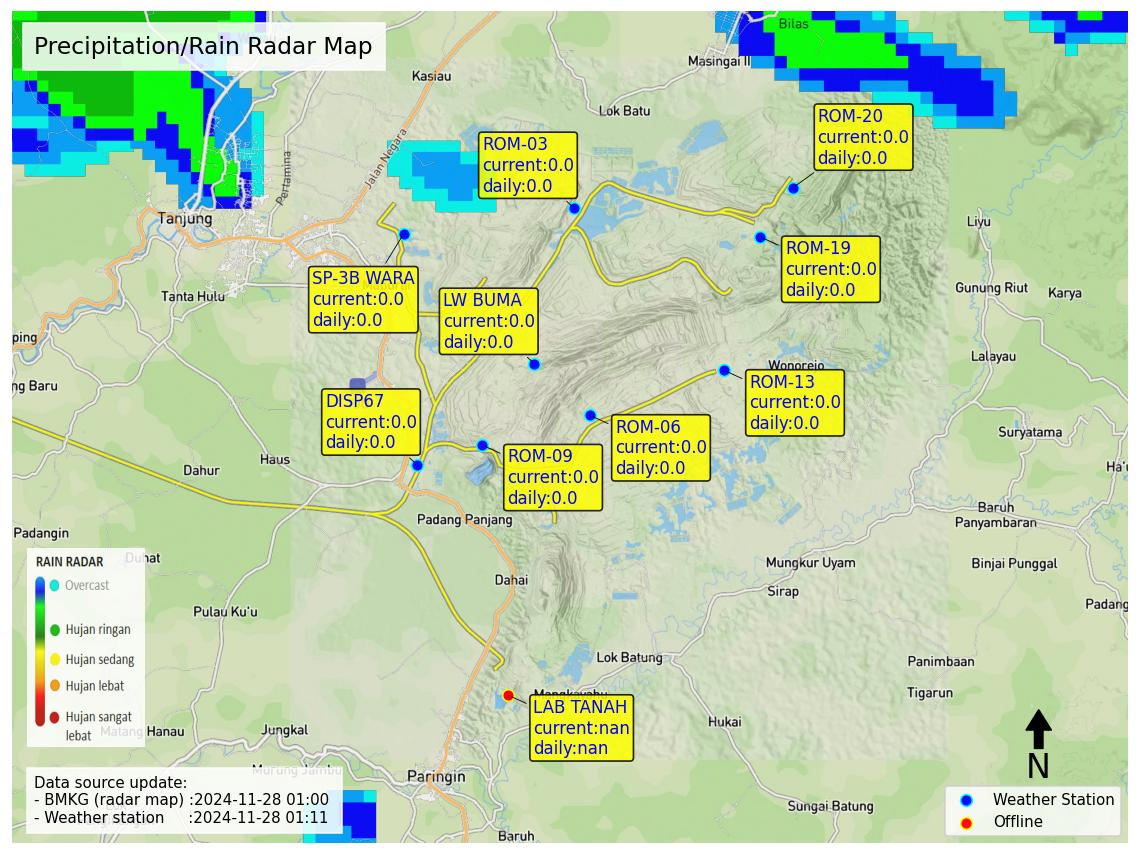 Precipitation/Rain Radar Map
Bilas
Masingai II
Kasiau
Lok Batu
Jalan Negara
Pertamina
ROM-20
current:0.0
daily:0.0
ROM-03
current:0.0
daily:0.0
Tanjung
Liyu
ROM-19
current:0.0
daily:0.0
SP-3B WARA
current:0.0
daily:0.0
Tanta Hulu
LW BUMA
current:0.0
daily:0.0
Gunung Riut
Karya
ping
Lalayau
Wonorejo
ng Baru
ROM-13
current:0.0
daily:0.0
DISP67
current:0.0
daily:0.0
ROM-06
current:0.0
daily:0.0
Suryatama
ROM-09
current:0.0
daily:0.0
Haus
Dahur
Ha'u
Baruh
Panyambaran
Padang Panjang
Padangin
Duhat
Mungkur Uyam
Binjai Punggal
Dahai
Sirap
Padang
Pulau Ku'u
RAIN RADAR
Overcast
Hujan ringan
Hujan sedang
Hujan lebat
Hujan sangat
lebat
Lok Batung
Panimbaan
Tigarun
Mangkayahu
LAB TANAH
current:nan
daily:nan
Hukai
Matang Hanau
Jungkal
Murung Jambu
Paringin
N
Data source update:
- BMKG (radar map) :2024-11-28 01:00
- Weather station :2024-11-28 01:11
Sungai Batung
Baruh
Weather Station
Offline